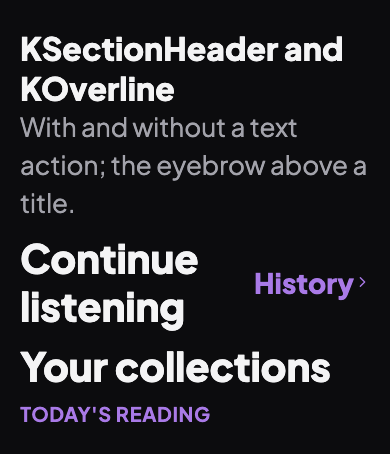 KSectionHeader and
KOverline
With and without a text
action; the eyebrow above a
title.
Continue
listening
History
Your collections
TODAY'S READING